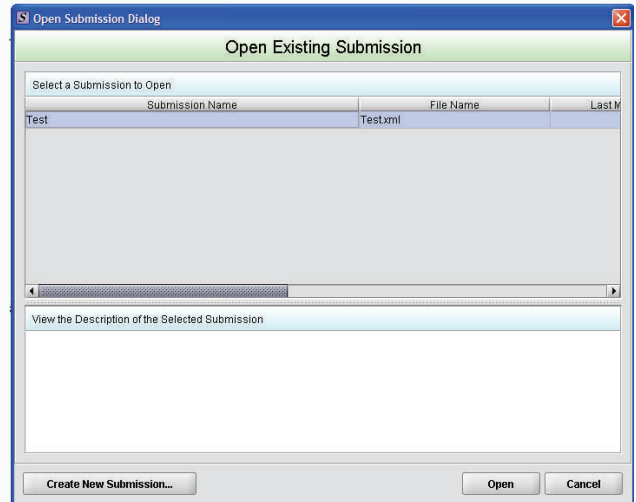 Open Submission Dialog
Open Existing Submission
Select a Submission to Open
Submission Name File Name Last M
Test Test.xml
View the Description of the Selected Submission
Create New Submission... Open Cancel